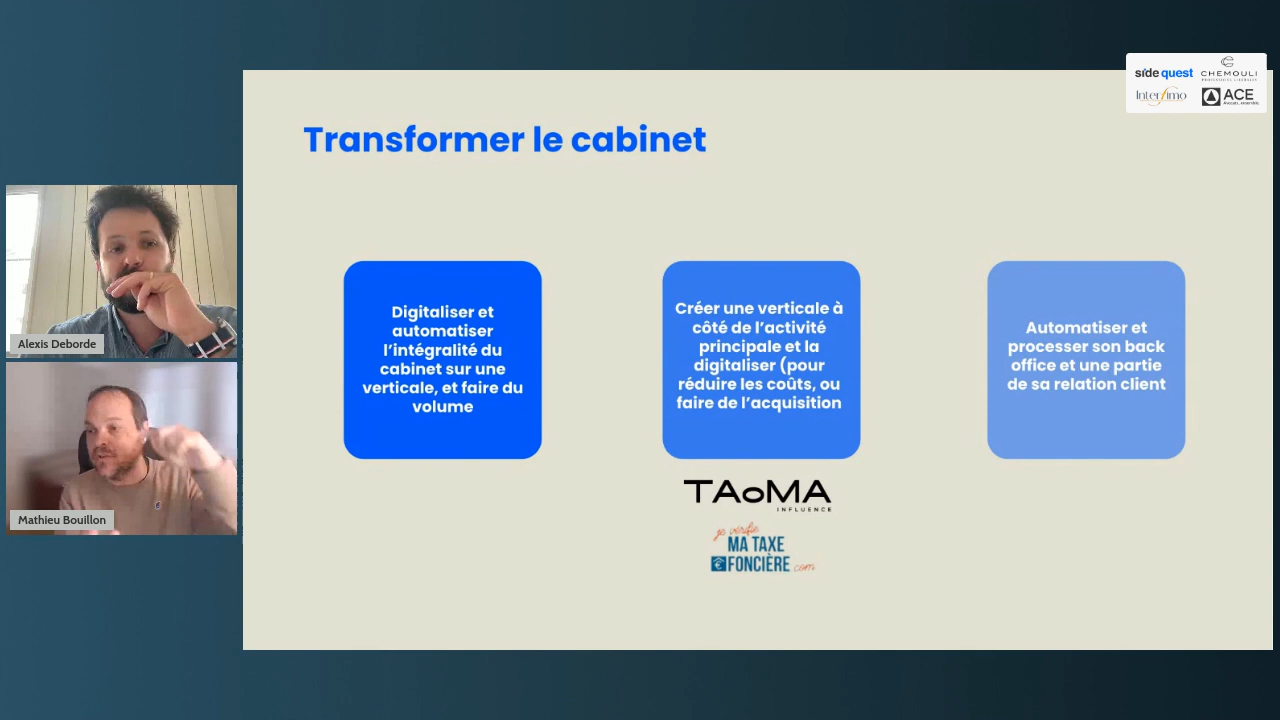 side quest
CHEMOULI
Interfimo
ACE
Avocats, ensemble.
Transformer le cabinet
Digitaliser et
automatiser
l'intégralité du
cabinet sur une
verticale, et faire du
volume
Créer une verticale à
côté de l'activité
principale et la
digitaliser (pour
réduire les coûts, ou
faire de l'acquisition
Automatiser et
processer son back
office et une partie
de sa relation client
TAoMA
INFLUENCE
je vérifie
MA TAXE
FONCIÈRE .com
Alexis Deborde
Mathieu Bouillon